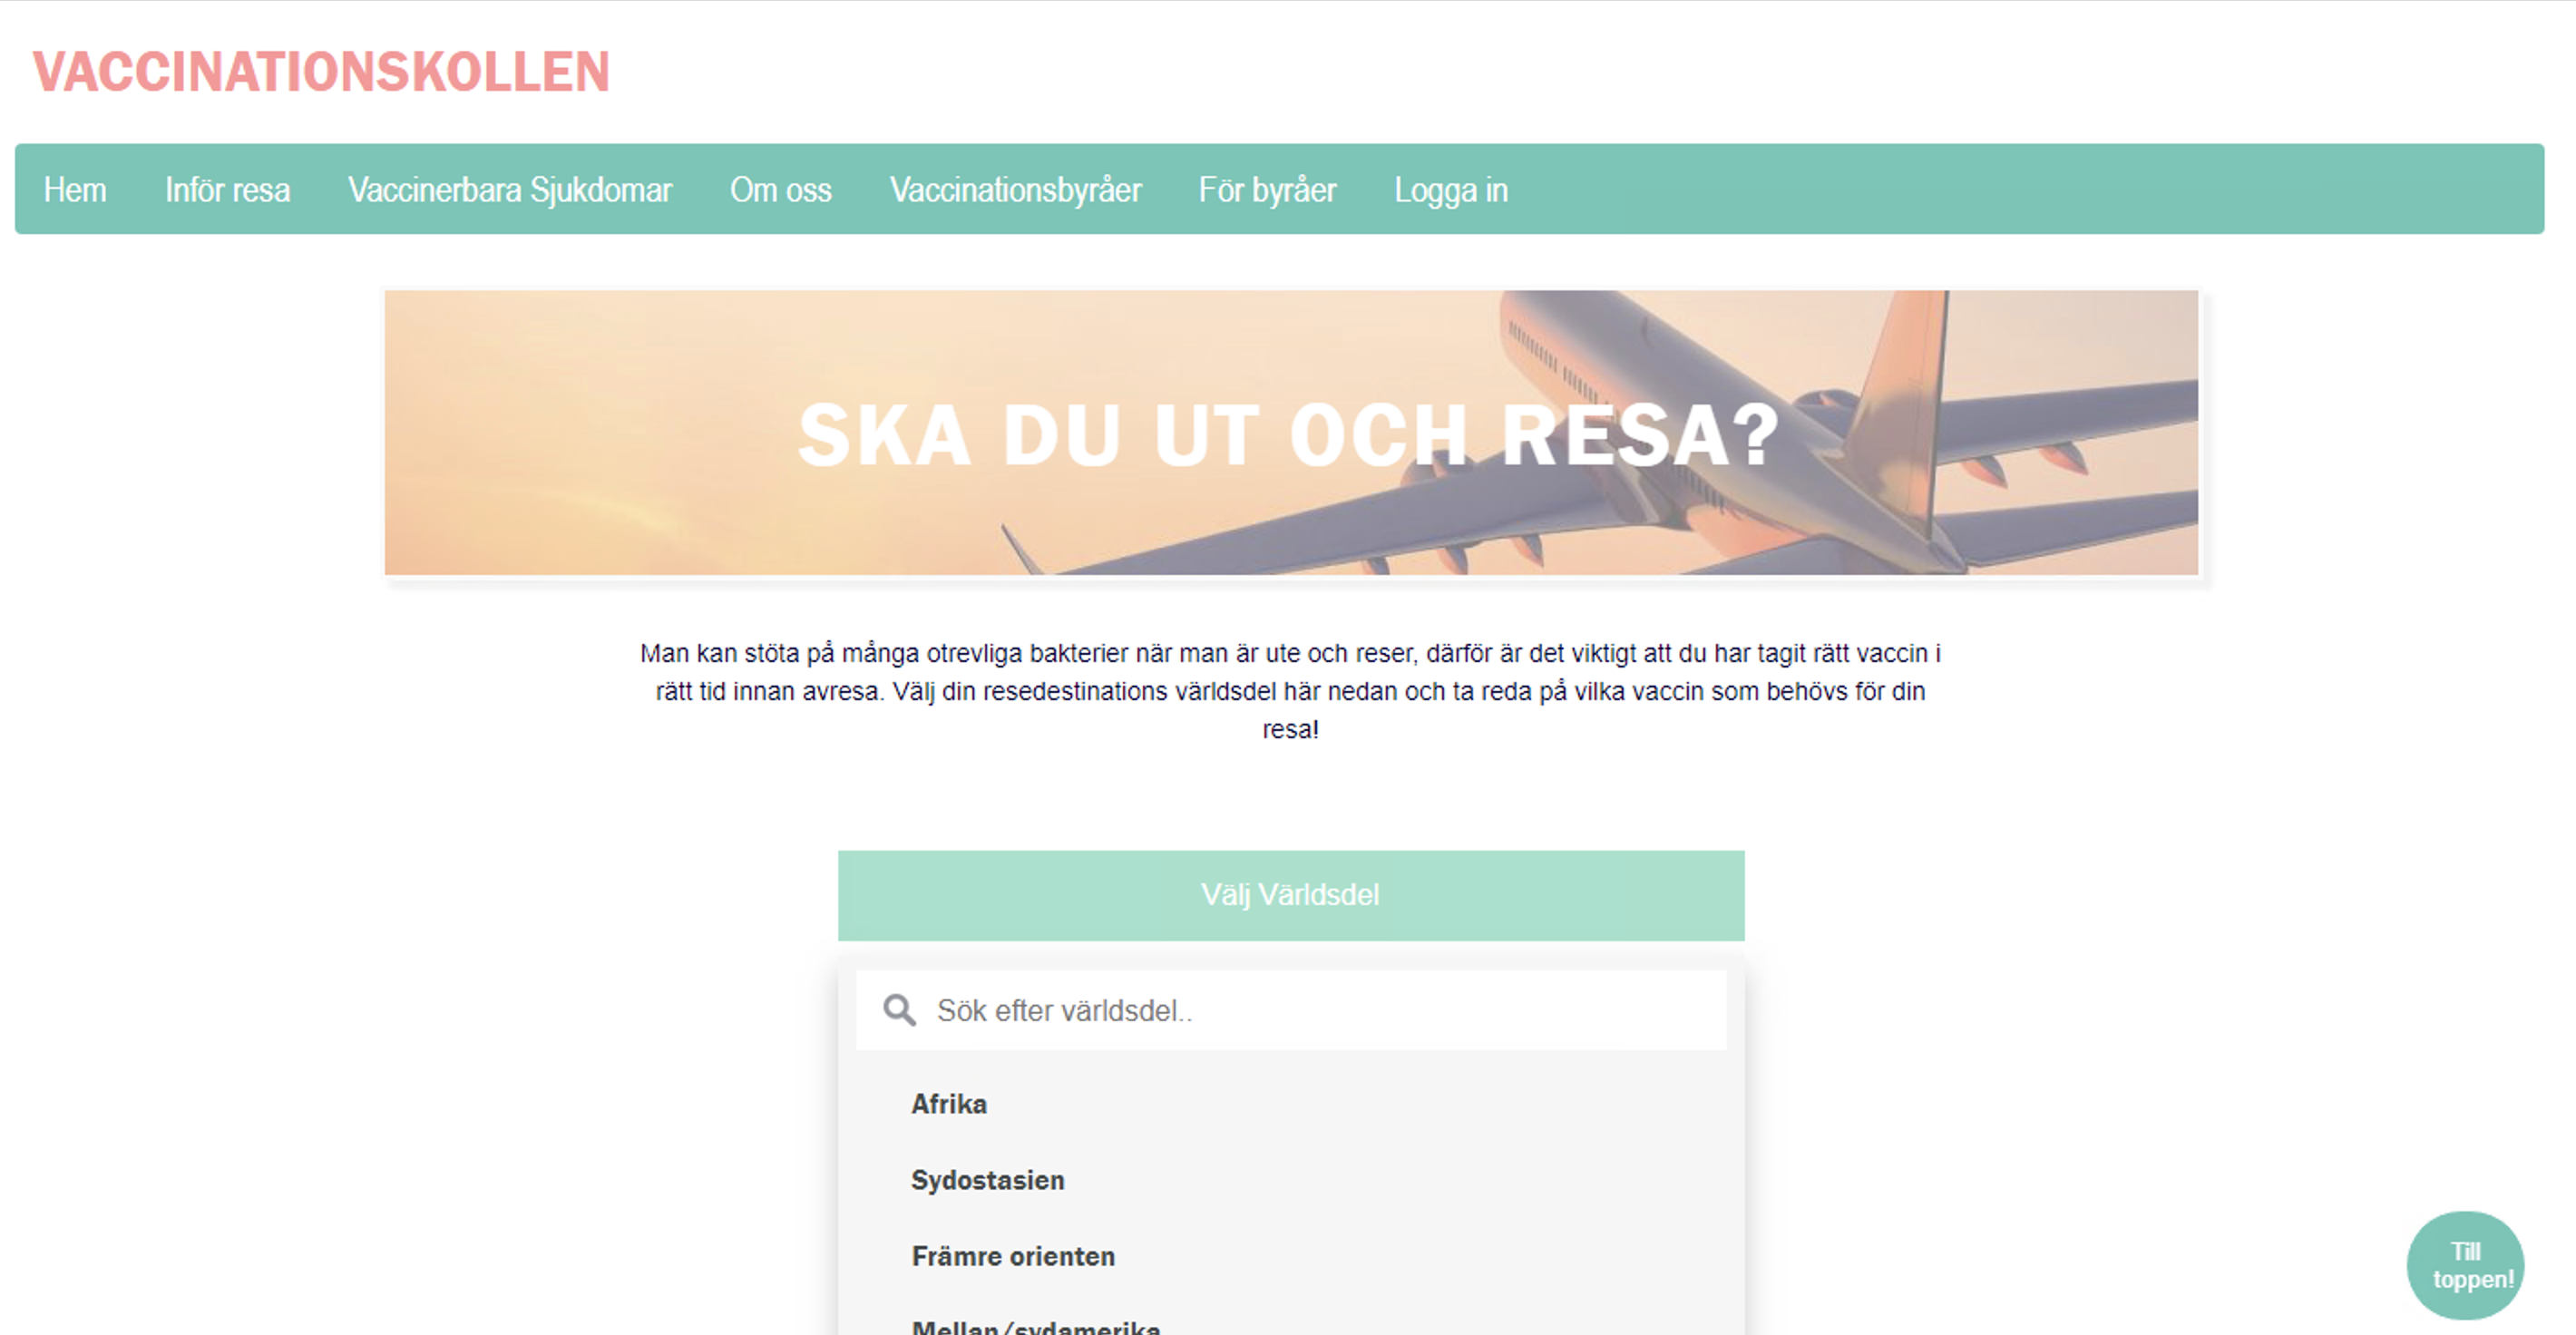 VACCINATIONSKOLLEN
Hem Inför resa Vaccinerbara Sjukdomar Om oss Vaccinationsbyråer För byråer Logga in
SKA DU UT OCH RESA?
Man kan stöta på många otrevliga bakterier när man är ute och reser, därför är det viktigt att du har tagit rätt vaccin i
rätt tid innan avresa. Välj din resedestinations världsdel här nedan och ta reda på vilka vaccin som behövs för din
resa!
Välj Världsdel
Sök efter världsdel..
Afrika
Sydostasien
Främre orienten
Mellan/sydamerika
Till
toppen!